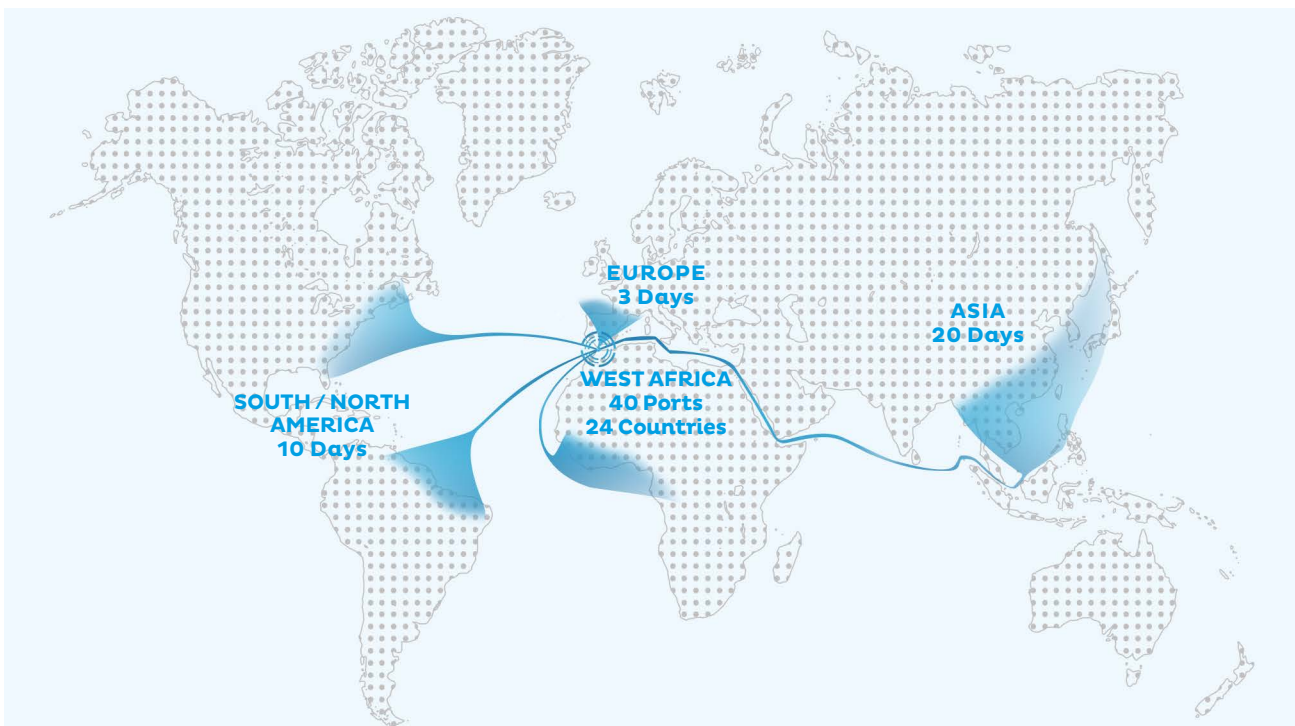 EUROPE
3 Days
ASIA
20 Days
WEST AFRICA
40 Ports
24 Countries
SOUTH / NORTH
AMERICA
10 Days